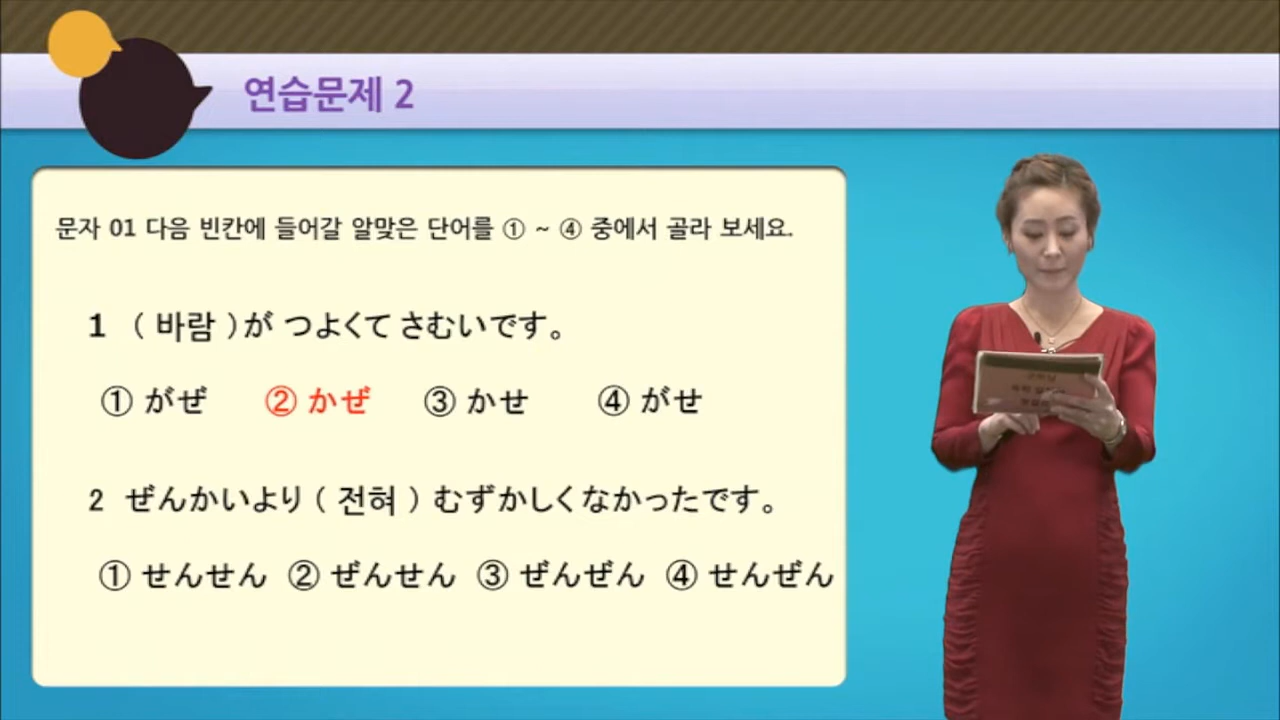 연습문제 2
문자 01 다음 빈칸에 들어갈 알맞은 단어를 ① ~ ④ 중에서 골라 보세요.
1 ( 바람 )が つよくて さむいです。
① がぜ ② かぜ ③ かせ ④ がせ
2 ぜんかいより ( 전혀 ) むずかしくなかったです。
① せんせん ② ぜんせん ③ ぜんぜん ④ せんぜん